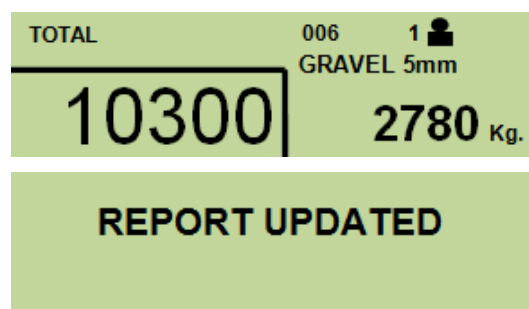 TOTAL 006 1
GRAVEL 5mm
10300 2780 Kg.
REPORT UPDATED